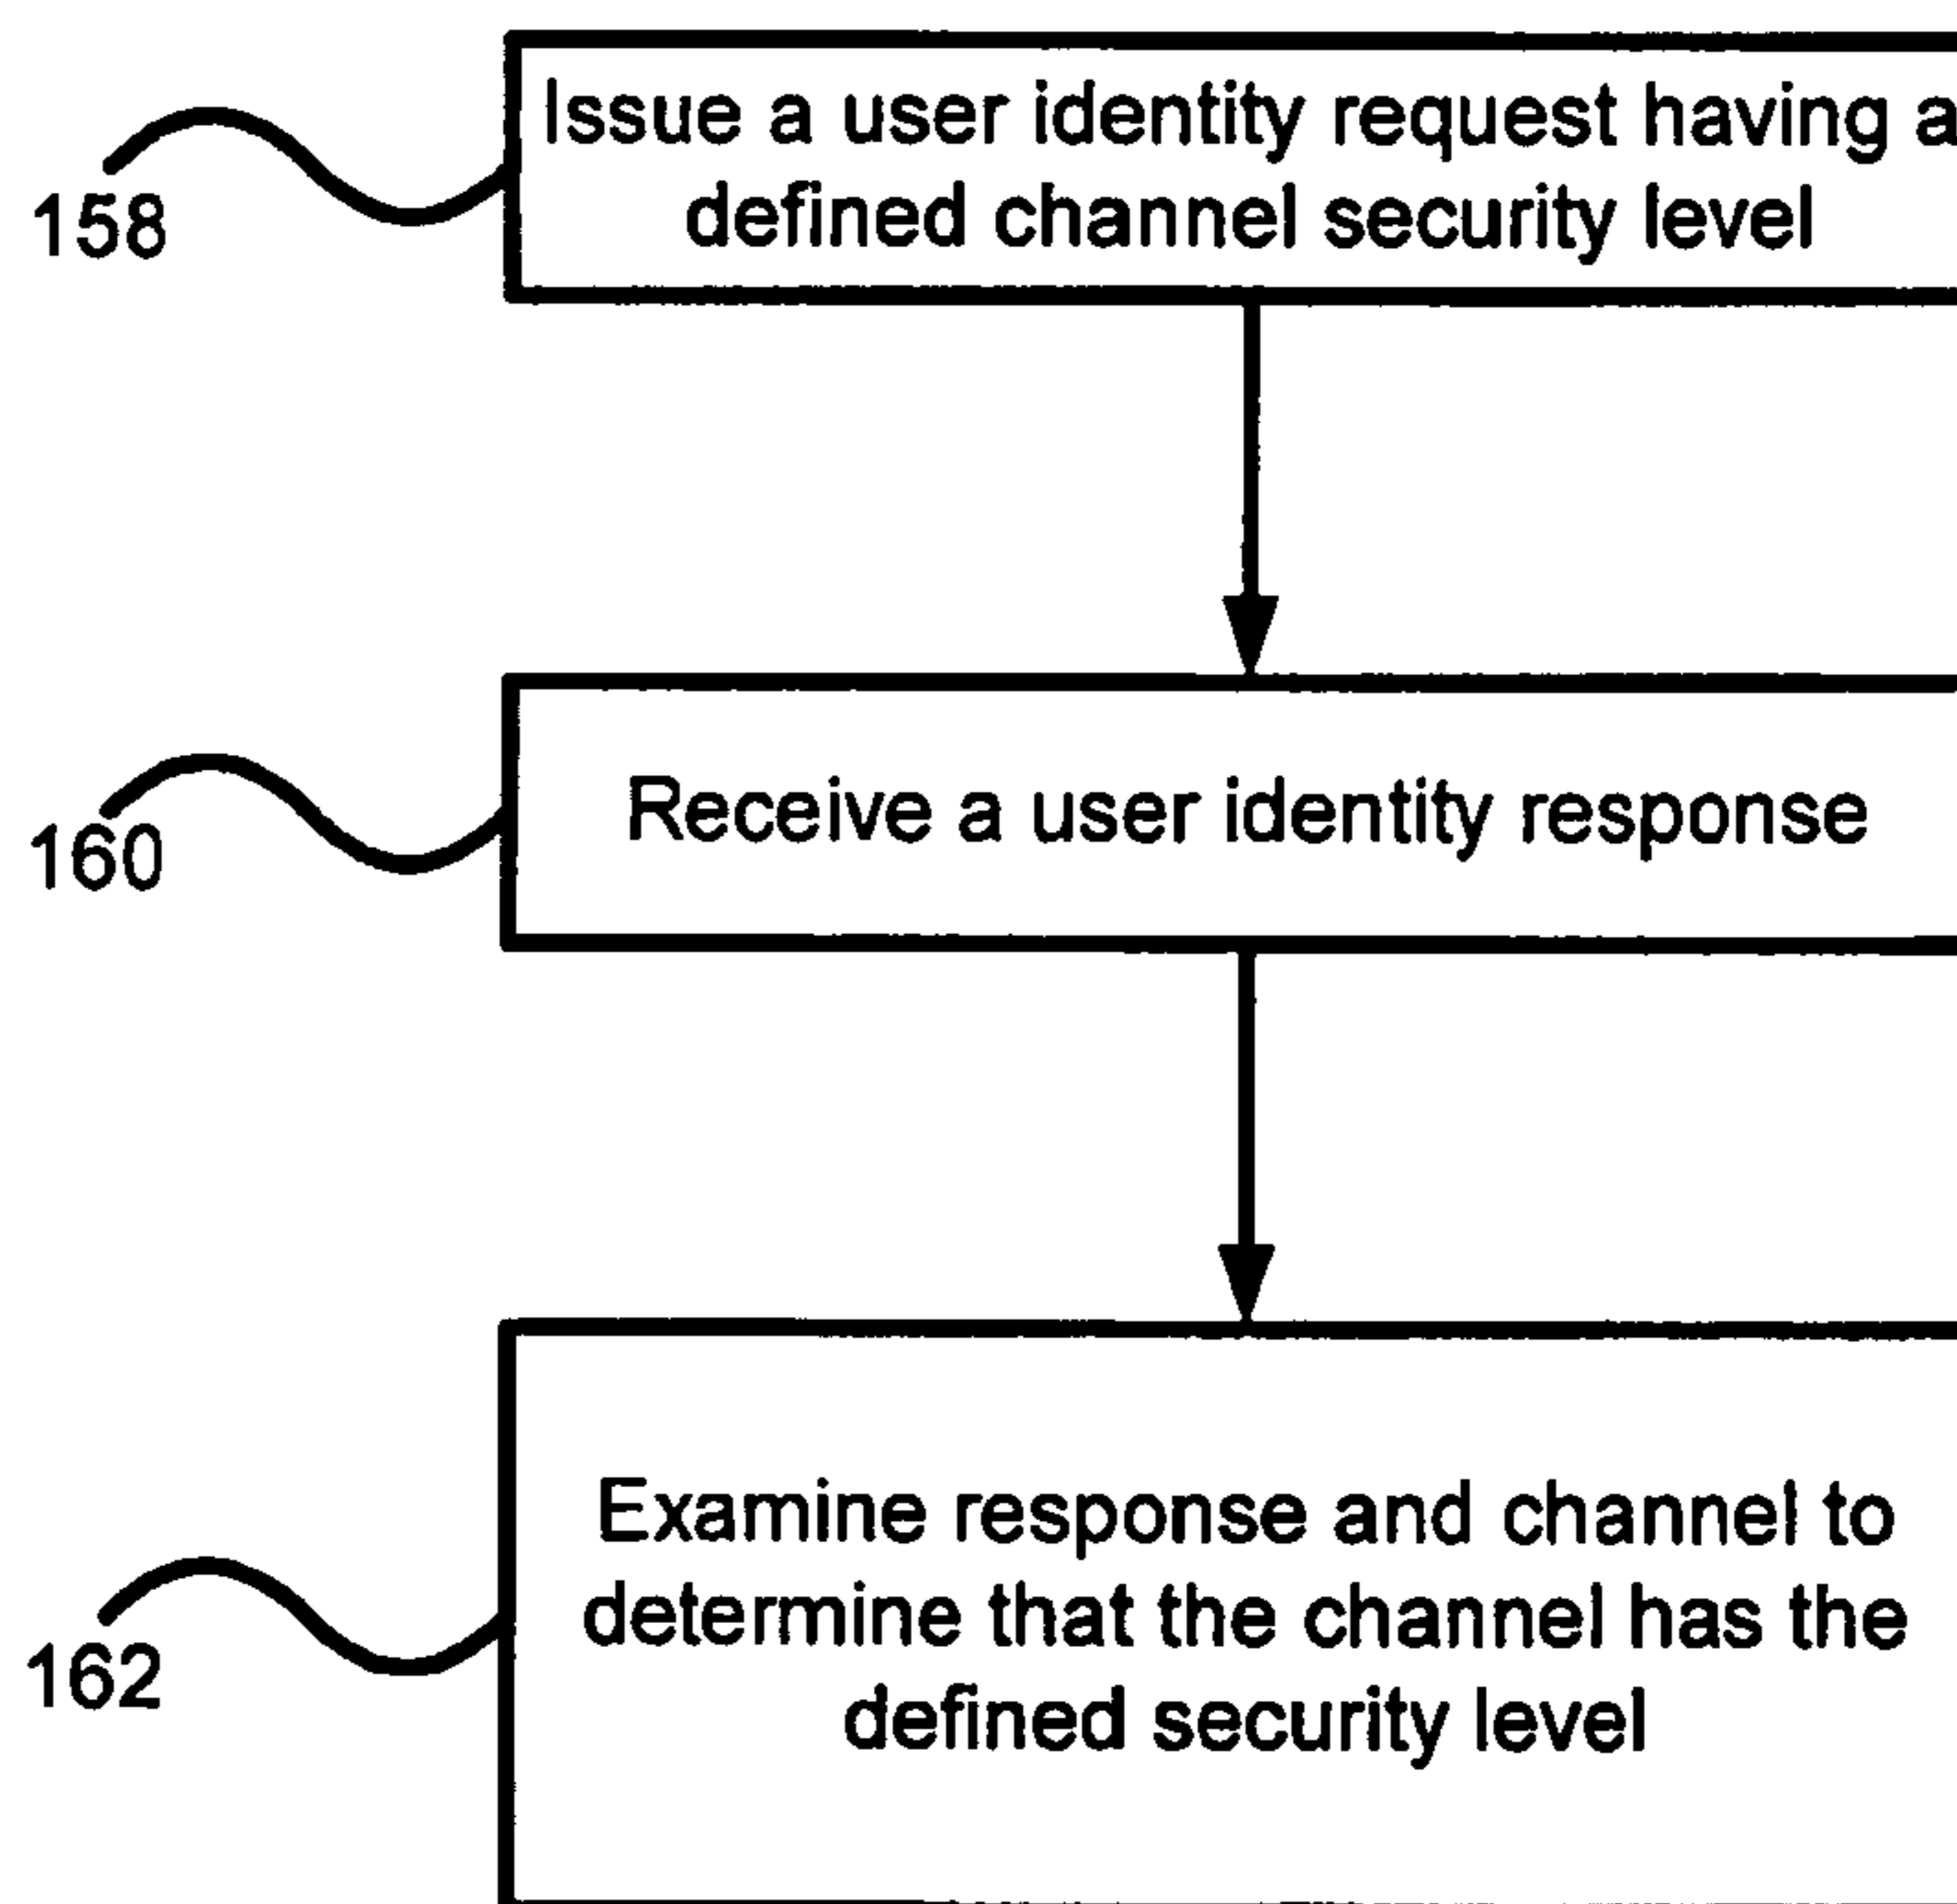 Issue a user identity request having a
defined channel security level
158
Receive a user identity response
160
Examine response and channel to
determine that the channel has the
defined security level
162